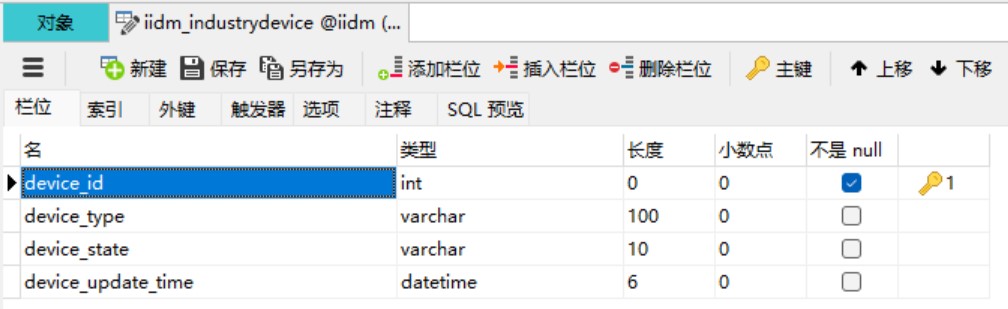 对象 iidm_industrydevice @iidm (...
新建 保存 另存为 添加栏位 插入栏位 删除栏位 主键 上移 下移
栏位 索引 外键 触发器 选项 注释 SQL 预览
名 类型 长度 小数点 不是 null
device_id int 0 0 1
device_type varchar 100 0
device_state varchar 10 0
device_update_time datetime 6 0